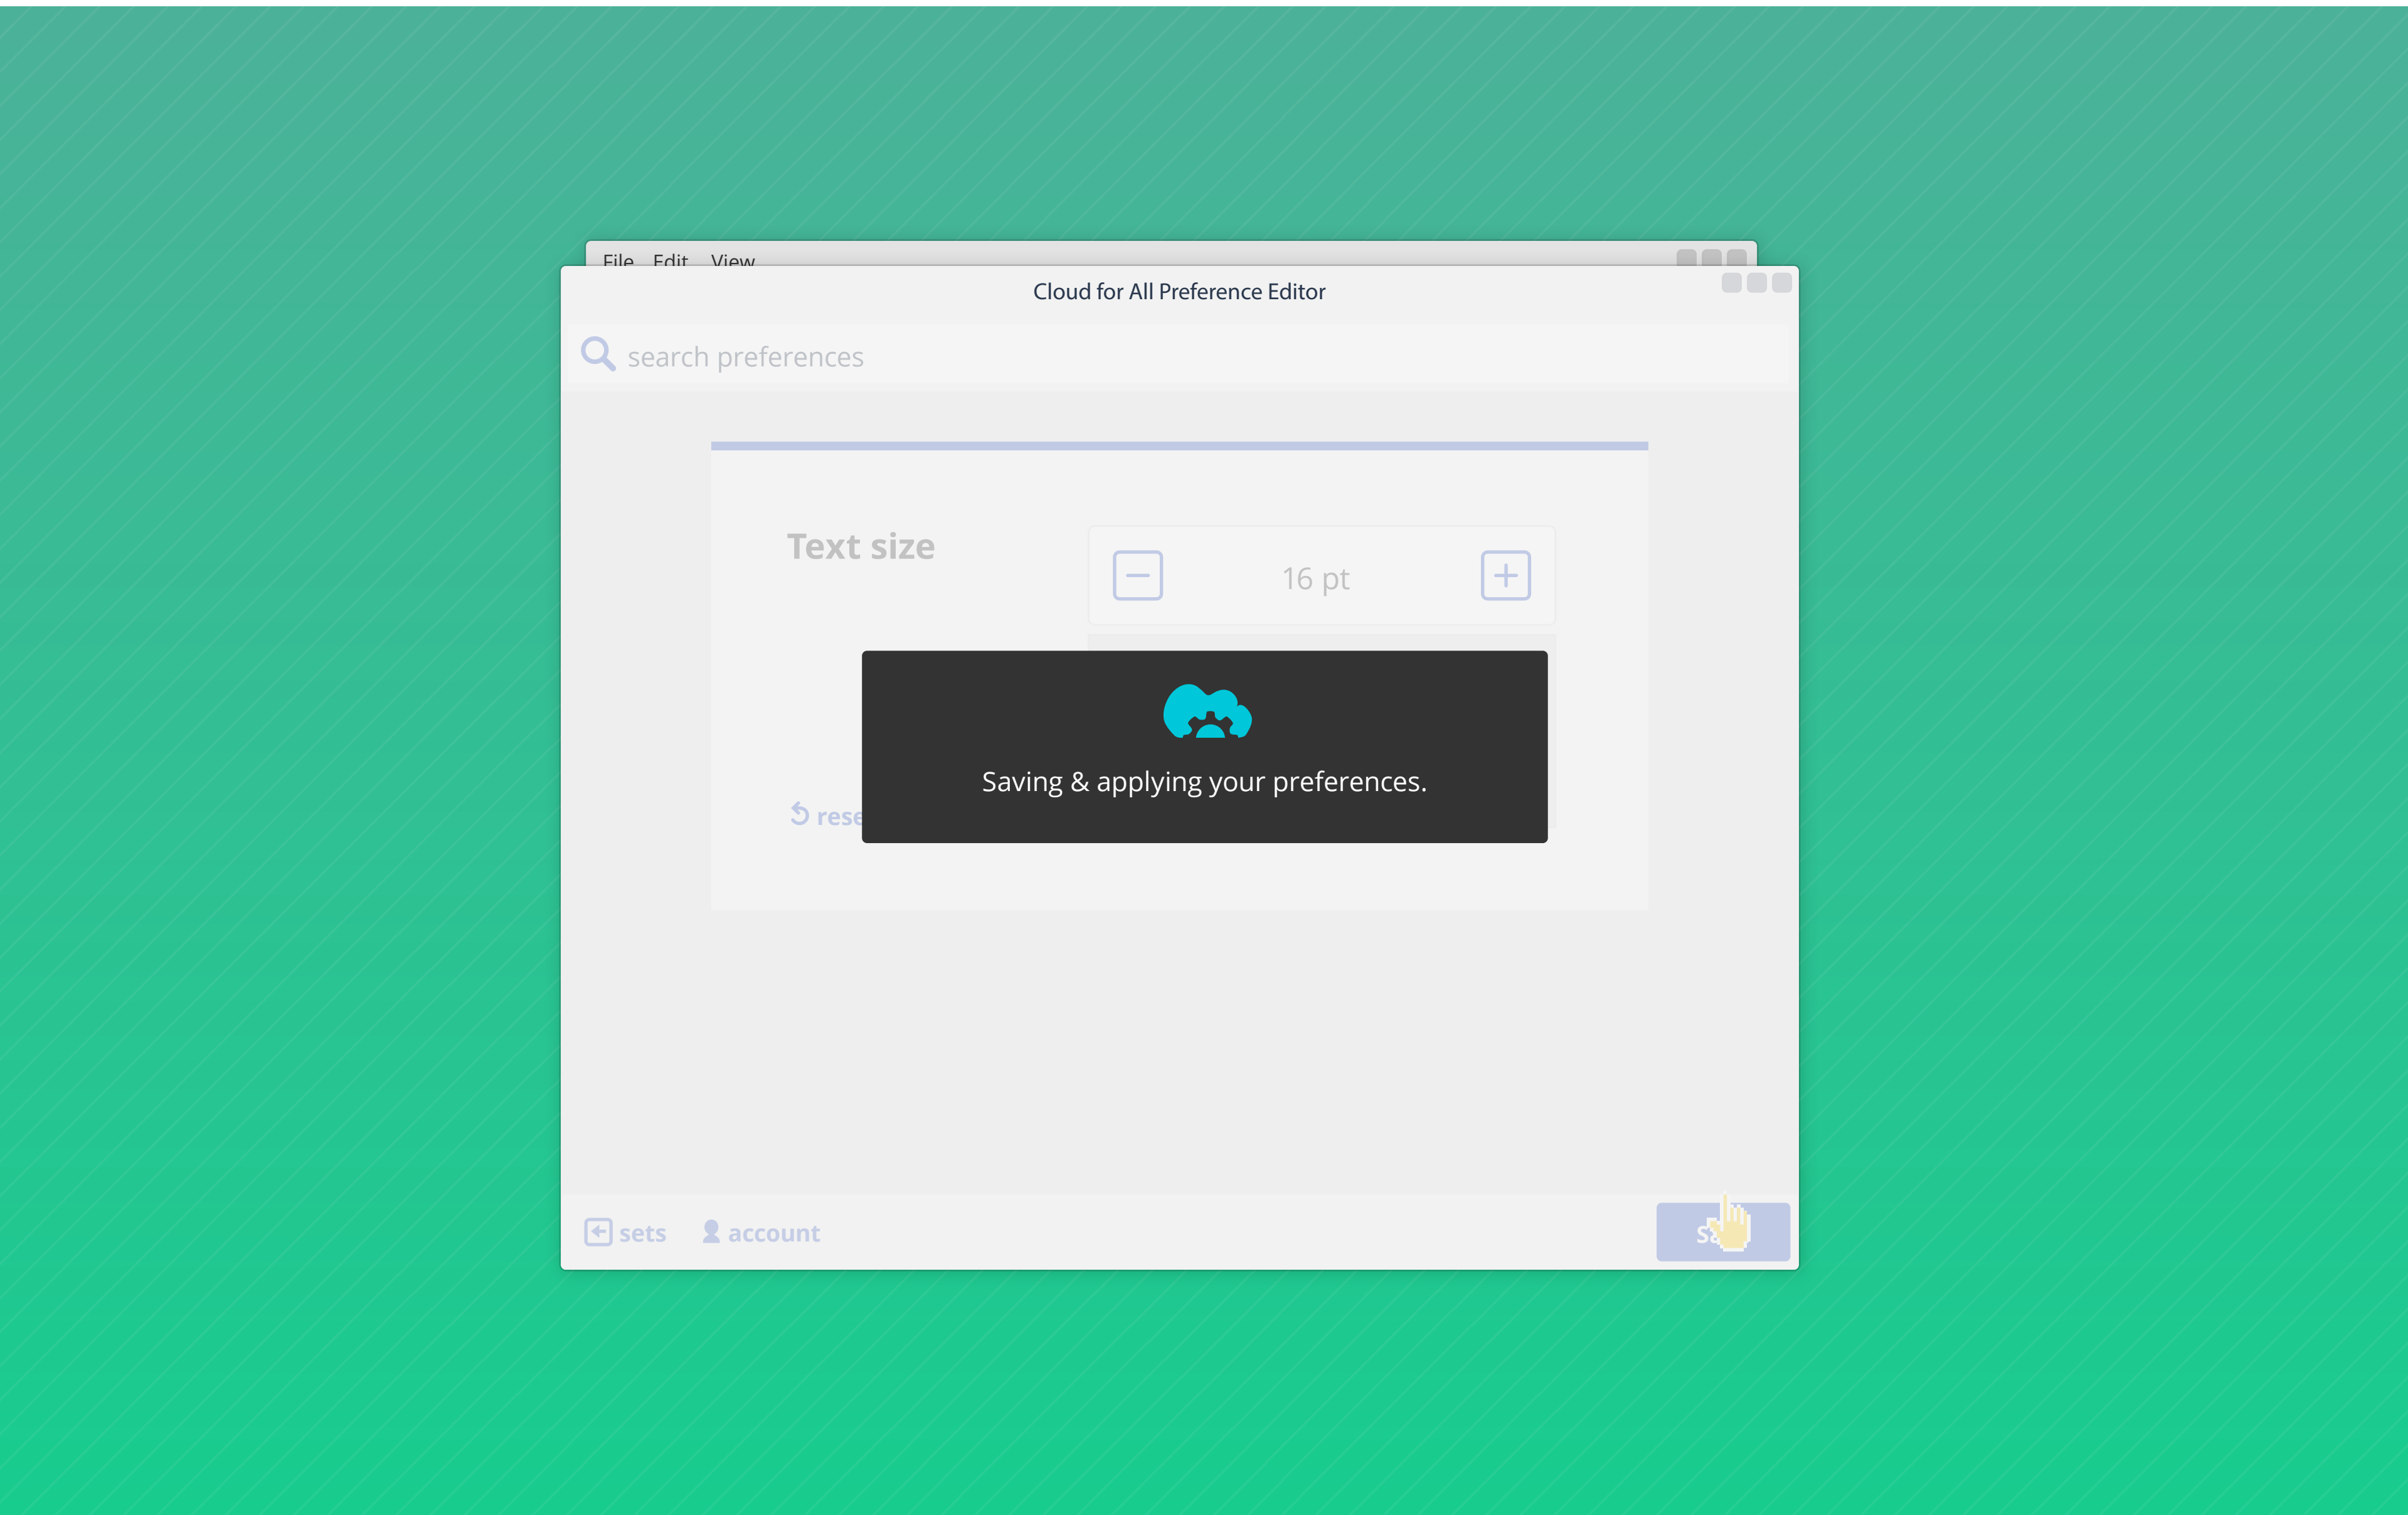 File Edit View
Cloud for All Preference Editor
search preferences
Text size
16 pt
Saving & applying your preferences.
sets
account